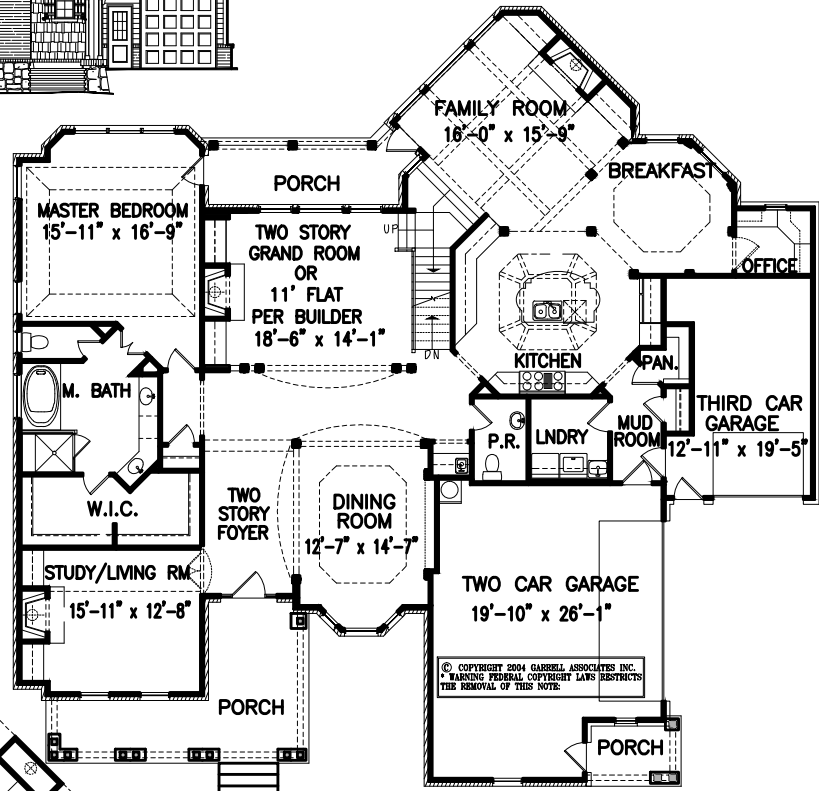 FAMILY ROOM
16'-0" x 15'-9"
BREAKFAST
PORCH
MASTER BEDROOM
15'-11" x 16'-9"
UP
TWO STORY
GRAND ROOM
OR
11' FLAT
PER BUILDER
18'-6" x 14'-1"
OFFICE
DN
KITCHEN
PAN.
M. BATH
THIRD CAR
GARAGE
12'-11" x 19'-5"
P.R.
LNDRY
MUD
ROOM
W.I.C.
TWO
STORY
FOYER
DINING
ROOM
12'-7" x 14'-7"
STUDY/LIVING RM
15'-11" x 12'-8"
TWO CAR GARAGE
19'-10" x 26'-1"
© COPYRIGHT 2004 GARRELL ASSOCIATES INC.
* WARNING FEDERAL COPYRIGHT LAWS RESTRICTS
THE REMOVAL OF THIS NOTE:
PORCH
PORCH